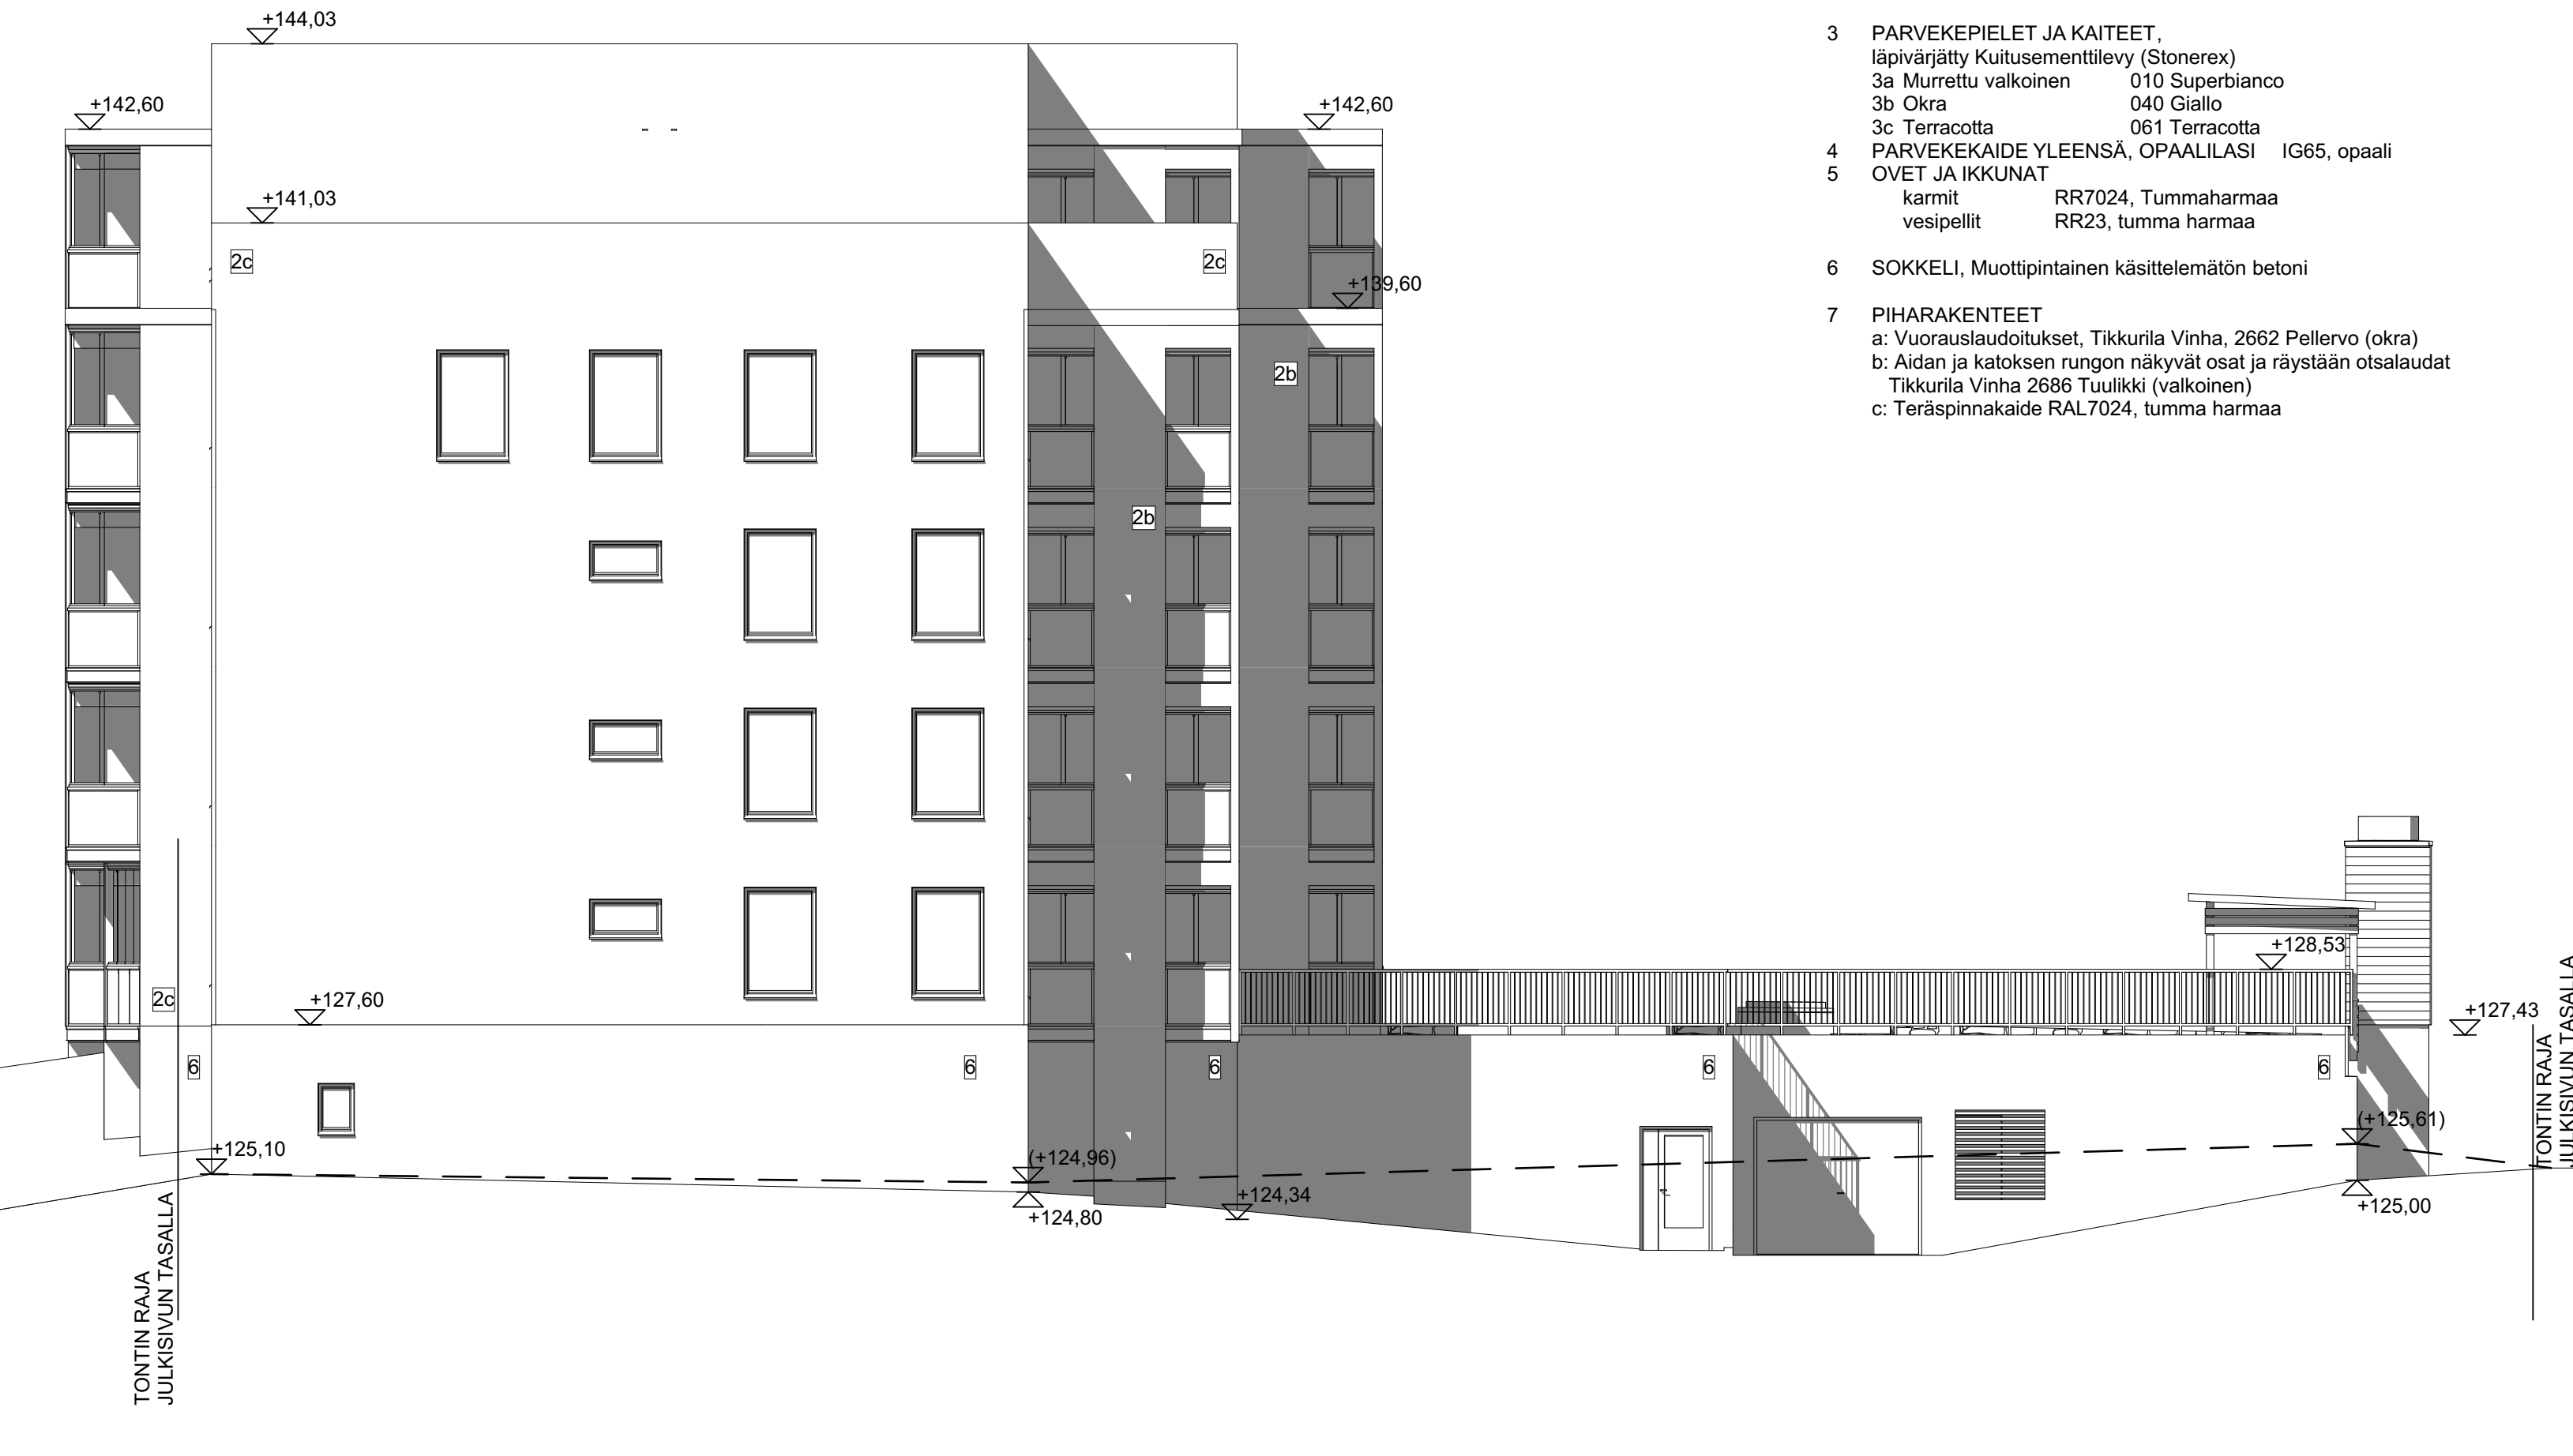 +144,03
+142,60
+142,60
+141,03
2c
2c
+139,60
2b
2b
+128,53
2c
+127,60
+127,43
6
6
6
6
6
(+125,61)
+125,10
(+124,96)
+124,34
+124,80
+125,00
TONTIN RAJA
JULKISIVUN TASALLA
TONTIN RAJA
JULKISIVUN TASALLA
3 PARVEKEPIELET JA KAITEET,
läpivärjätty Kuitusementtilevy (Stonerex)
3a Murrettu valkoinen 010 Superbianco
3b Okra 040 Giallo
3c Terracotta 061 Terracotta
4 PARVEKEKAIDE YLEENSÄ, OPAALILASI IG65, opaali
5 OVET JA IKKUNAT
karmit RR7024, Tummaharmaa
vesipellit RR23, tumma harmaa
6 SOKKELI, Muottipintainen käsittelemätön betoni
7 PIHARAKENTEET
a: Vuorauslaudoitukset, Tikkurila Vinha, 2662 Pellervo (okra)
b: Aidan ja katoksen rungon näkyvät osat ja räystään otsalaudat
Tikkurila Vinha 2686 Tuulikki (valkoinen)
c: Teräspinnakaide RAL7024, tumma harmaa